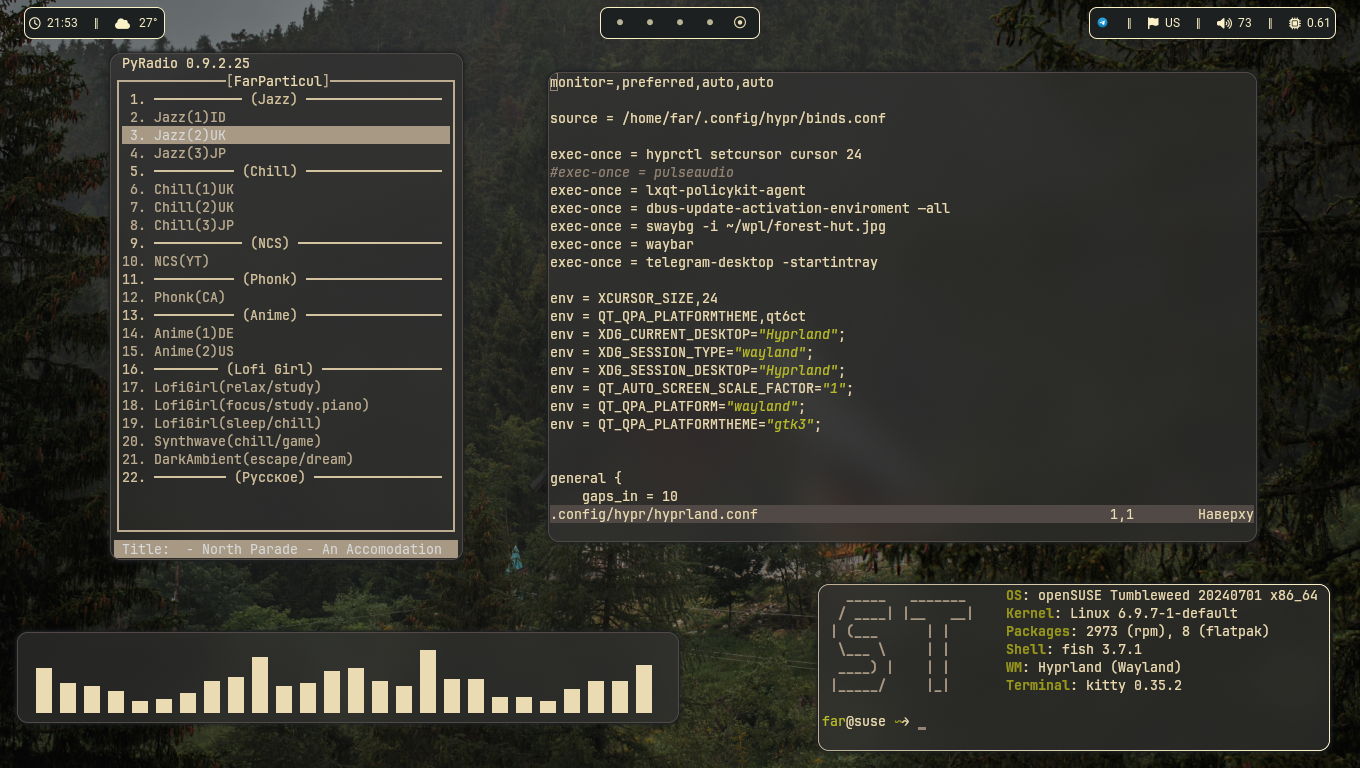 21:53 || 27°
|| US || 73 || 0.61
PyRadio 0.9.2.25
[FarParticul]
1. (Jazz)
2. Jazz(1)ID
3. Jazz(2)UK
4. Jazz(3)JP
5. (Chill)
6. Chill(1)UK
7. Chill(2)UK
8. Chill(3)JP
9. (NCS)
10. NCS(YT)
11. (Phonk)
12. Phonk(CA)
13. (Anime)
14. Anime(1)DE
15. Anime(2)US
16. (Lofi Girl)
17. LofiGirl(relax/study)
18. LofiGirl(focus/study.piano)
19. LofiGirl(sleep/chill)
20. Synthwave(chill/game)
21. DarkAmbient(escape/dream)
22. (Русское)
Title:  - North Parade - An Accomodation
monitor=,preferred,auto,auto
source = /home/far/.config/hypr/binds.conf
exec-once = hyprctl setcursor cursor 24
#exec-once = pulseaudio
exec-once = lxqt-policykit-agent
exec-once = dbus-update-activation-enviroment —all
exec-once = swaybg -i ~/wpl/forest-hut.jpg
exec-once = waybar
exec-once = telegram-desktop -startintray
env = XCURSOR_SIZE,24
env = QT_QPA_PLATFORMTHEME,qt6ct
env = XDG_CURRENT_DESKTOP="Hyprland";
env = XDG_SESSION_TYPE="wayland";
env = XDG_SESSION_DESKTOP="Hyprland";
env = QT_AUTO_SCREEN_SCALE_FACTOR="1";
env = QT_QPA_PLATFORM="wayland";
env = QT_QPA_PLATFORMTHEME="gtk3";
general {
gaps_in = 10
.config/hypr/hyprland.conf 1,1 Наверху
ST
OS: openSUSE Tumbleweed 20240701 x86_64
Kernel: Linux 6.9.7-1-default
Packages: 2973 (rpm), 8 (flatpak)
Shell: fish 3.7.1
WM: Hyprland (Wayland)
Terminal: kitty 0.35.2
far@suse ~> _